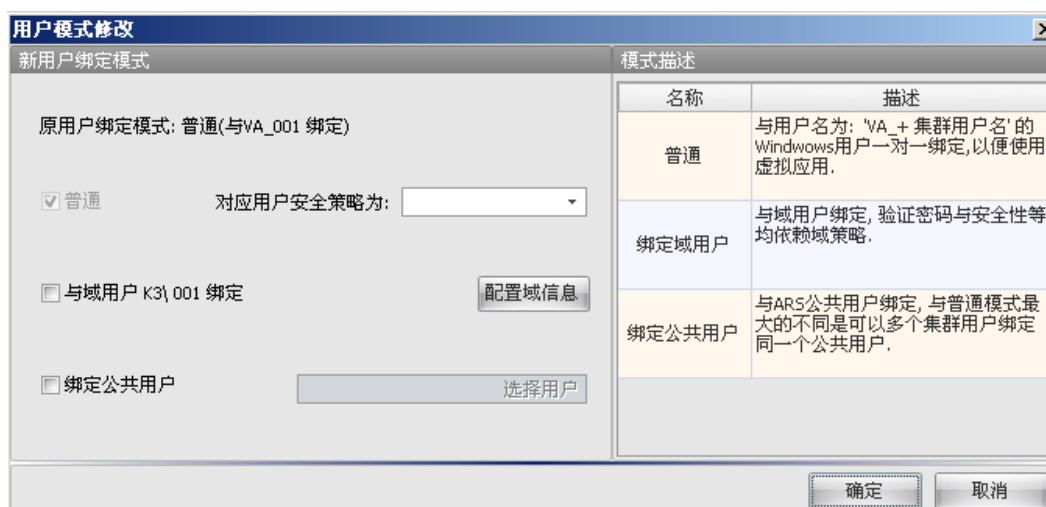 用户模式修改
新用户绑定模式
原用户绑定模式: 普通(与VA_001 绑定)
普通
对应用户安全策略为:
与域用户 K3\ 001 绑定
配置域信息
绑定公共用户
选择用户
模式描述
名称
描述
普通
与用户名为: 'VA_+ 集群用户名' 的
Windwows用户一对一绑定,以便使用
虚拟应用.
绑定域用户
与域用户绑定, 验证密码与安全性等
均依赖域策略.
绑定公共用户
与ARS公共用户绑定, 与普通模式最
大的不同是可以多个集群用户绑定
同一个公共用户.
确定
取消